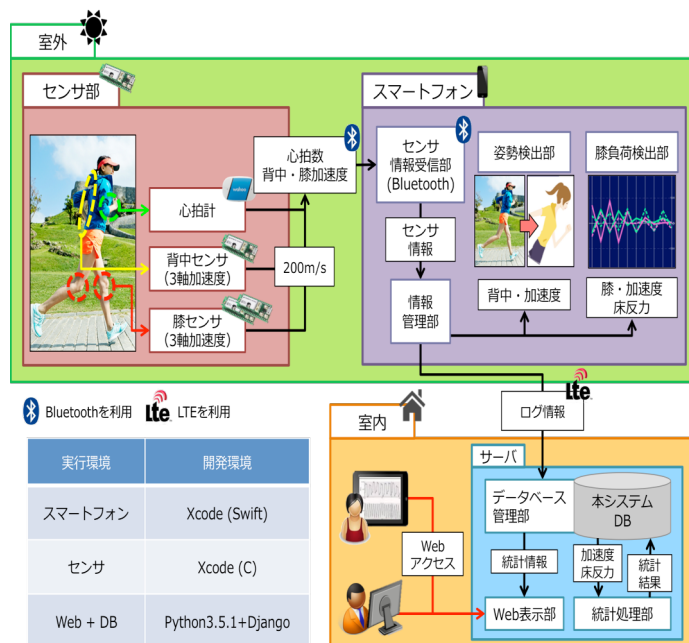 室外
センサ部
スマートフォン
心拍数
背中・膝加速度
センサ
情報受信部
(Bluetooth)
姿勢検出部
膝負荷検出部
心拍計
背中センサ
(3軸加速度)
膝センサ
(3軸加速度)
200m/s
センサ
情報
情報
管理部
背中・加速度
膝・加速度
床反力
Bluetoothを利用
LTE
LTEを利用
LTE
ログ情報
実行環境
開発環境
スマートフォン
Xcode (Swift)
センサ
Xcode (C)
Web + DB
Python3.5.1+Django
室内
サーバ
データベース
管理部
本システム
DB
Web
アクセス
統計情報
加速度
床反力
統計
結果
Web表示部
統計処理部